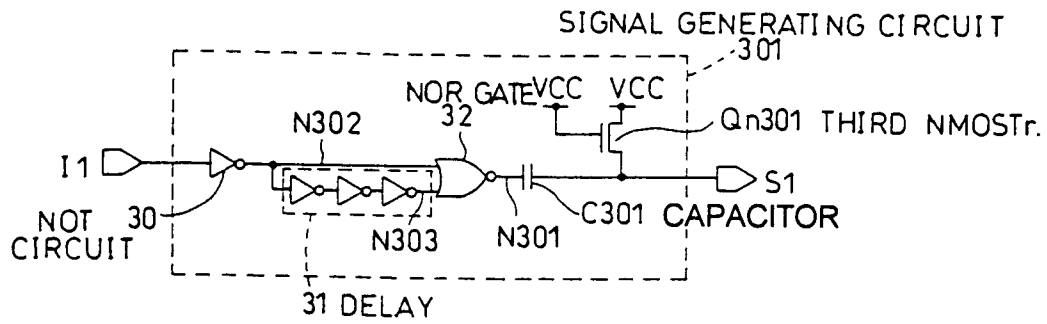 SIGNAL GENERATING CIRCUIT
301
NOR GATE
32
VCC
VCC
N302
Qn301 THIRD NMOSTr.
I1
S1
30
NOT
CIRCUIT
N303
N301
C301
CAPACITOR
31 DELAY